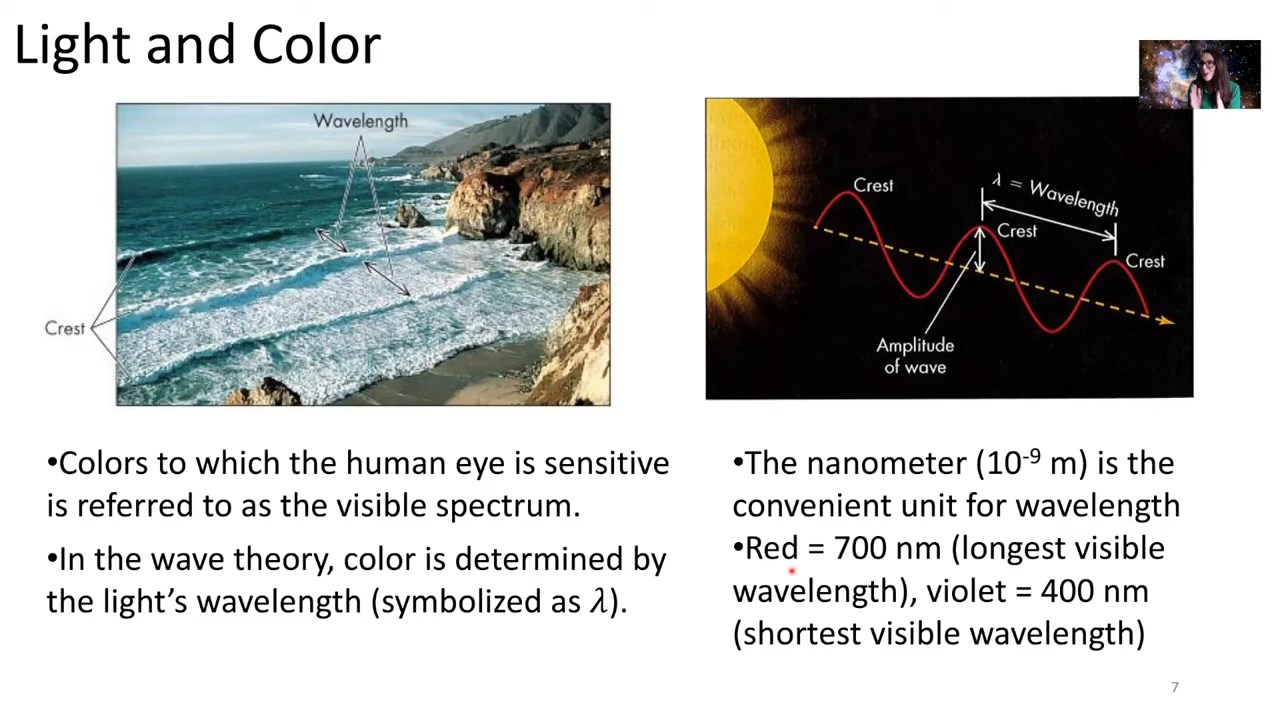 Light and Color
Wavelength
Crest
Crest
λ = Wavelength
Crest
Crest
Amplitude
of wave
•Colors to which the human eye is sensitive
is referred to as the visible spectrum.
•In the wave theory, color is determined by
the light’s wavelength (symbolized as λ).
•The nanometer (10⁻⁹ m) is the
convenient unit for wavelength
•Red = 700 nm (longest visible
wavelength), violet = 400 nm
(shortest visible wavelength)
7